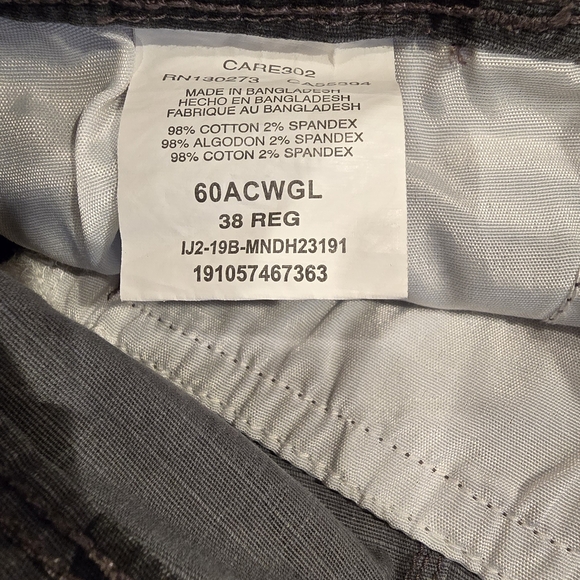 CARE302
RN130273
MADE IN BANGLADESH
HECHO EN BANGLADESH
FABRIQUE AU BANGLADESH
98% COTTON 2% SPANDEX
98% ALGODON 2% SPANDEX
98% COTON 2% SPANDEX
60ACWGL
38 REG
IJ2-19B-MNDH23191
191057467363